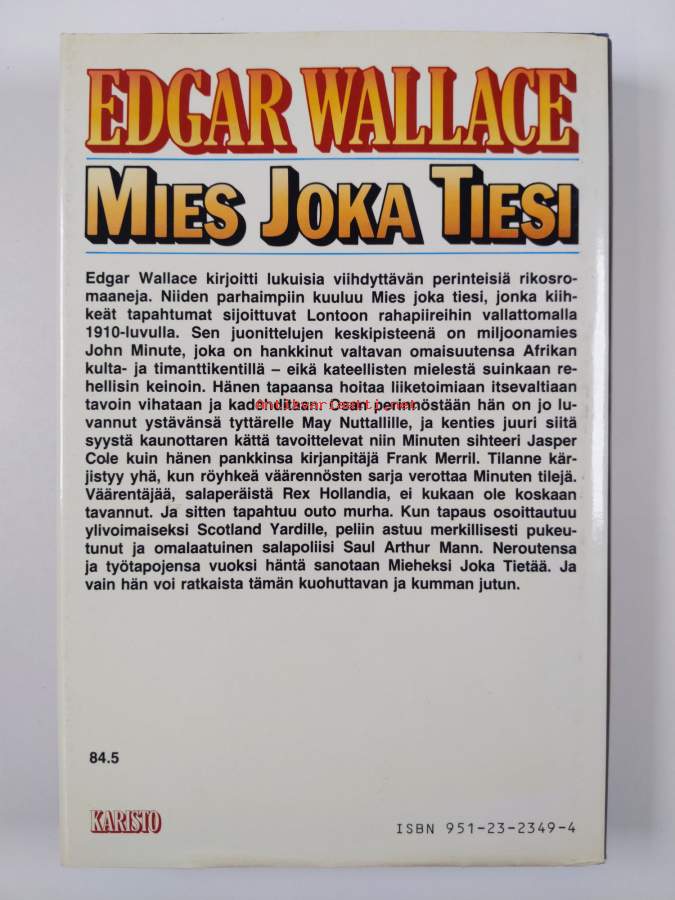 EDGAR WALLACE
MIES JOKA TIESI
Edgar Wallace kirjoitti lukuisia viihdyttävän perinteisiä rikosro-
maaneja. Niiden parhaimpiin kuuluu Mies joka tiesi, jonka kiih-
keät tapahtumat sijoittuvat Lontoon rahapiireihin vallattomalla
1910-luvulla. Sen juonittelujen keskipisteenä on miljoonamies
John Minute, joka on hankkinut valtavan omaisuutensa Afrikan
kulta- ja timanttikentillä – eikä kateellisten mielestä suinkaan re-
hellisin keinoin. Hänen tapaansa hoitaa liiketoimiaan itsevaltiaan
tavoin vihataan ja kadehditaan. Osan perinnöstään hän on jo lu-
vannut ystävänsä tyttärelle May Nuttallille, ja kenties juuri siitä
syystä kaunottaren kättä tavoittelevat niin Minuten sihteeri Jasper
Cole kuin hänen pankkinsa kirjanpitäjä Frank Merril. Tilanne kär-
jistyy yhä, kun röyhkeä väärennösten sarja verottaa Minuten tilejä.
Väärentäjää, salaperäistä Rex Hollandia, ei kukaan ole koskaan
tavannut. Ja sitten tapahtuu outo murha. Kun tapaus osoittautuu
ylivoimaiseksi Scotland Yardille, peliin astuu merkillisesti pukeu-
tunut ja omalaatuinen salapoliisi Saul Arthur Mann. Neroutensa
ja työtapojensa vuoksi häntä sanotaan Mieheksi Joka Tietää. Ja
vain hän voi ratkaista tämän kuohuttavan ja kumman jutun.
84.5
KARISTO
ISBN 951-23-2349-4